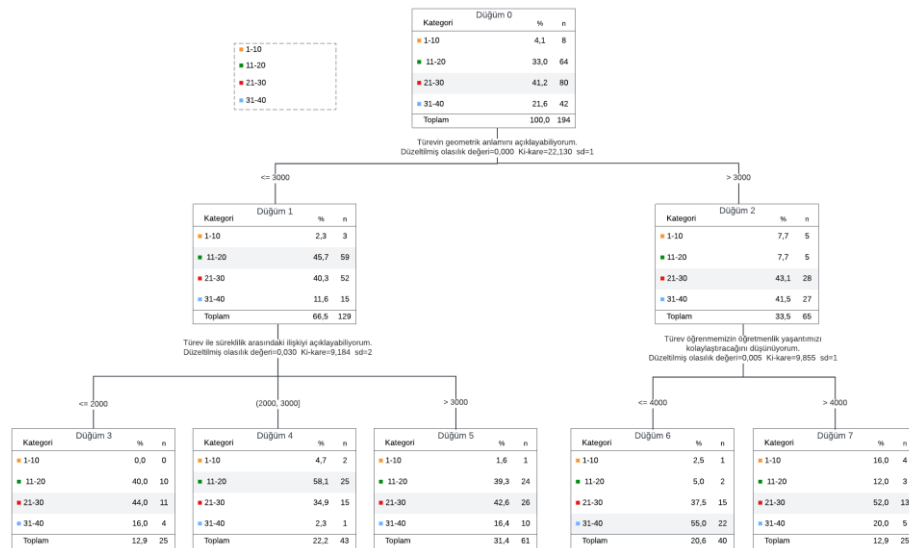 1-10
11-20
21-30
31-40
Düğüm 0
Kategori % n
1-10 4,1 8
11-20 33,0 64
21-30 41,2 80
31-40 21,6 42
Toplam 100,0 194
Türevin geometrik anlamını açıklayabiliyorum.
Düzeltilmiş olasılık değeri=0,000 Ki-kare=22,130 sd=1
<= 3000
> 3000
Düğüm 1
Kategori % n
1-10 2,3 3
11-20 45,7 59
21-30 40,3 52
31-40 11,6 15
Toplam 66,5 129
Türev ile süreklilik arasındaki ilişkiyi açıklayabiliyorum.
Düzeltilmiş olasılık değeri=0,030 Ki-kare=9,184 sd=2
Düğüm 2
Kategori % n
1-10 7,7 5
11-20 7,7 5
21-30 43,1 28
31-40 41,5 27
Toplam 33,5 65
Türev öğrenmemizin öğretmenlik yaşantımızı
kolaylaştıracağını düşünüyorum.
Düzeltilmiş olasılık değeri=0,005 Ki-kare=9,855 sd=1
<= 2000
(2000, 3000]
> 3000
<= 4000
> 4000
Düğüm 3
Kategori % n
1-10 0,0 0
11-20 40,0 10
21-30 44,0 11
31-40 16,0 4
Toplam 12,9 25
Düğüm 4
Kategori % n
1-10 4,7 2
11-20 58,1 25
21-30 34,9 15
31-40 2,3 1
Toplam 22,2 43
Düğüm 5
Kategori % n
1-10 1,6 1
11-20 39,3 24
21-30 42,6 26
31-40 16,4 10
Toplam 31,4 61
Düğüm 6
Kategori % n
1-10 2,5 1
11-20 5,0 2
21-30 37,5 15
31-40 55,0 22
Toplam 20,6 40
Düğüm 7
Kategori % n
1-10 16,0 4
11-20 12,0 3
21-30 52,0 13
31-40 20,0 5
Toplam 12,9 25